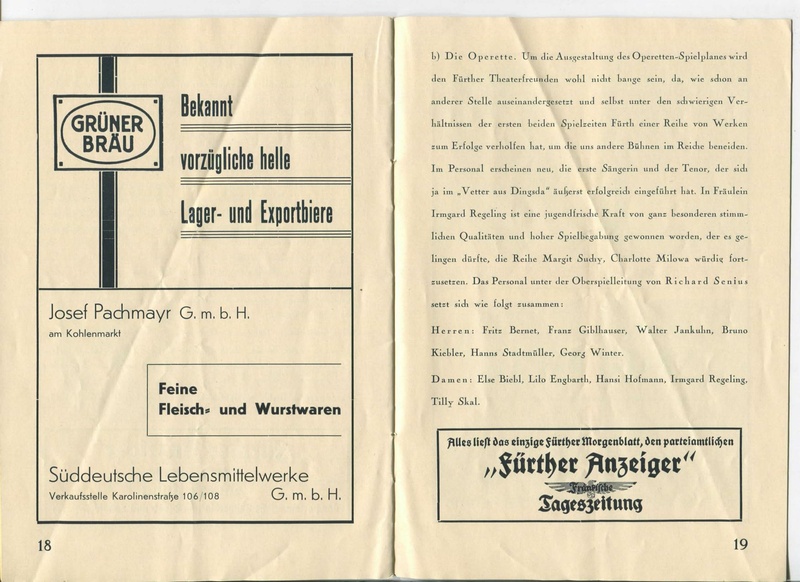 GRÜNER
BRÄU
Bekannt
vorzügliche helle
Lager- und Exportbiere
Josef Pachmayr G. m. b. H.
am Kohlenmarkt
Feine
Fleisch- und Wurstwaren
Süddeutsche Lebensmittelwerke
Verkaufsstelle Karolinenstraße 106/108 G. m. b. H.
18
b) Die Operette. Um die Ausgestaltung des Operetten-Spielplanes wird
den Fürther Theaterfreunden wohl nicht bange sein, da, wie schon an
anderer Stelle auseinandergesetzt und selbst unter den schwierigen Ver-
hältnissen der ersten beiden Spielzeiten Fürth einer Reihe von Werken
zum Erfolge verholfen hat, um die uns andere Bühnen im Reiche beneiden.
Im Personal erscheinen neu, die erste Sängerin und der Tenor, der sich
ja im „Vetter aus Dingsda" äußerst erfolgreich eingeführt hat. In Fräulein
Irmgard Regeling ist eine jugendfrische Kraft von ganz besonderen stimm-
lichen Qualitäten und hoher Spielbegabung gewonnen worden, der es ge-
lingen dürfte, die Reihe Margit Suchy, Charlotte Milowa würdig fort-
zusetzen. Das Personal unter der Oberspielleitung von Richard Senius
setzt sich wie folgt zusammen:
Herren: Fritz Bernet, Franz Giblhauser, Walter Jankuhn, Bruno
Kiebler, Hanns Stadtmüller, Georg Winter.
Damen: Else Biebl, Lilo Engbarth, Hansi Hofmann, Irmgard Regeling,
Tilly Skal.
Alles liest das einzige Fürther Morgenblatt, den parteiamtlichen
„Fürther Anzeiger"
Fränkische
Tageszeitung
19